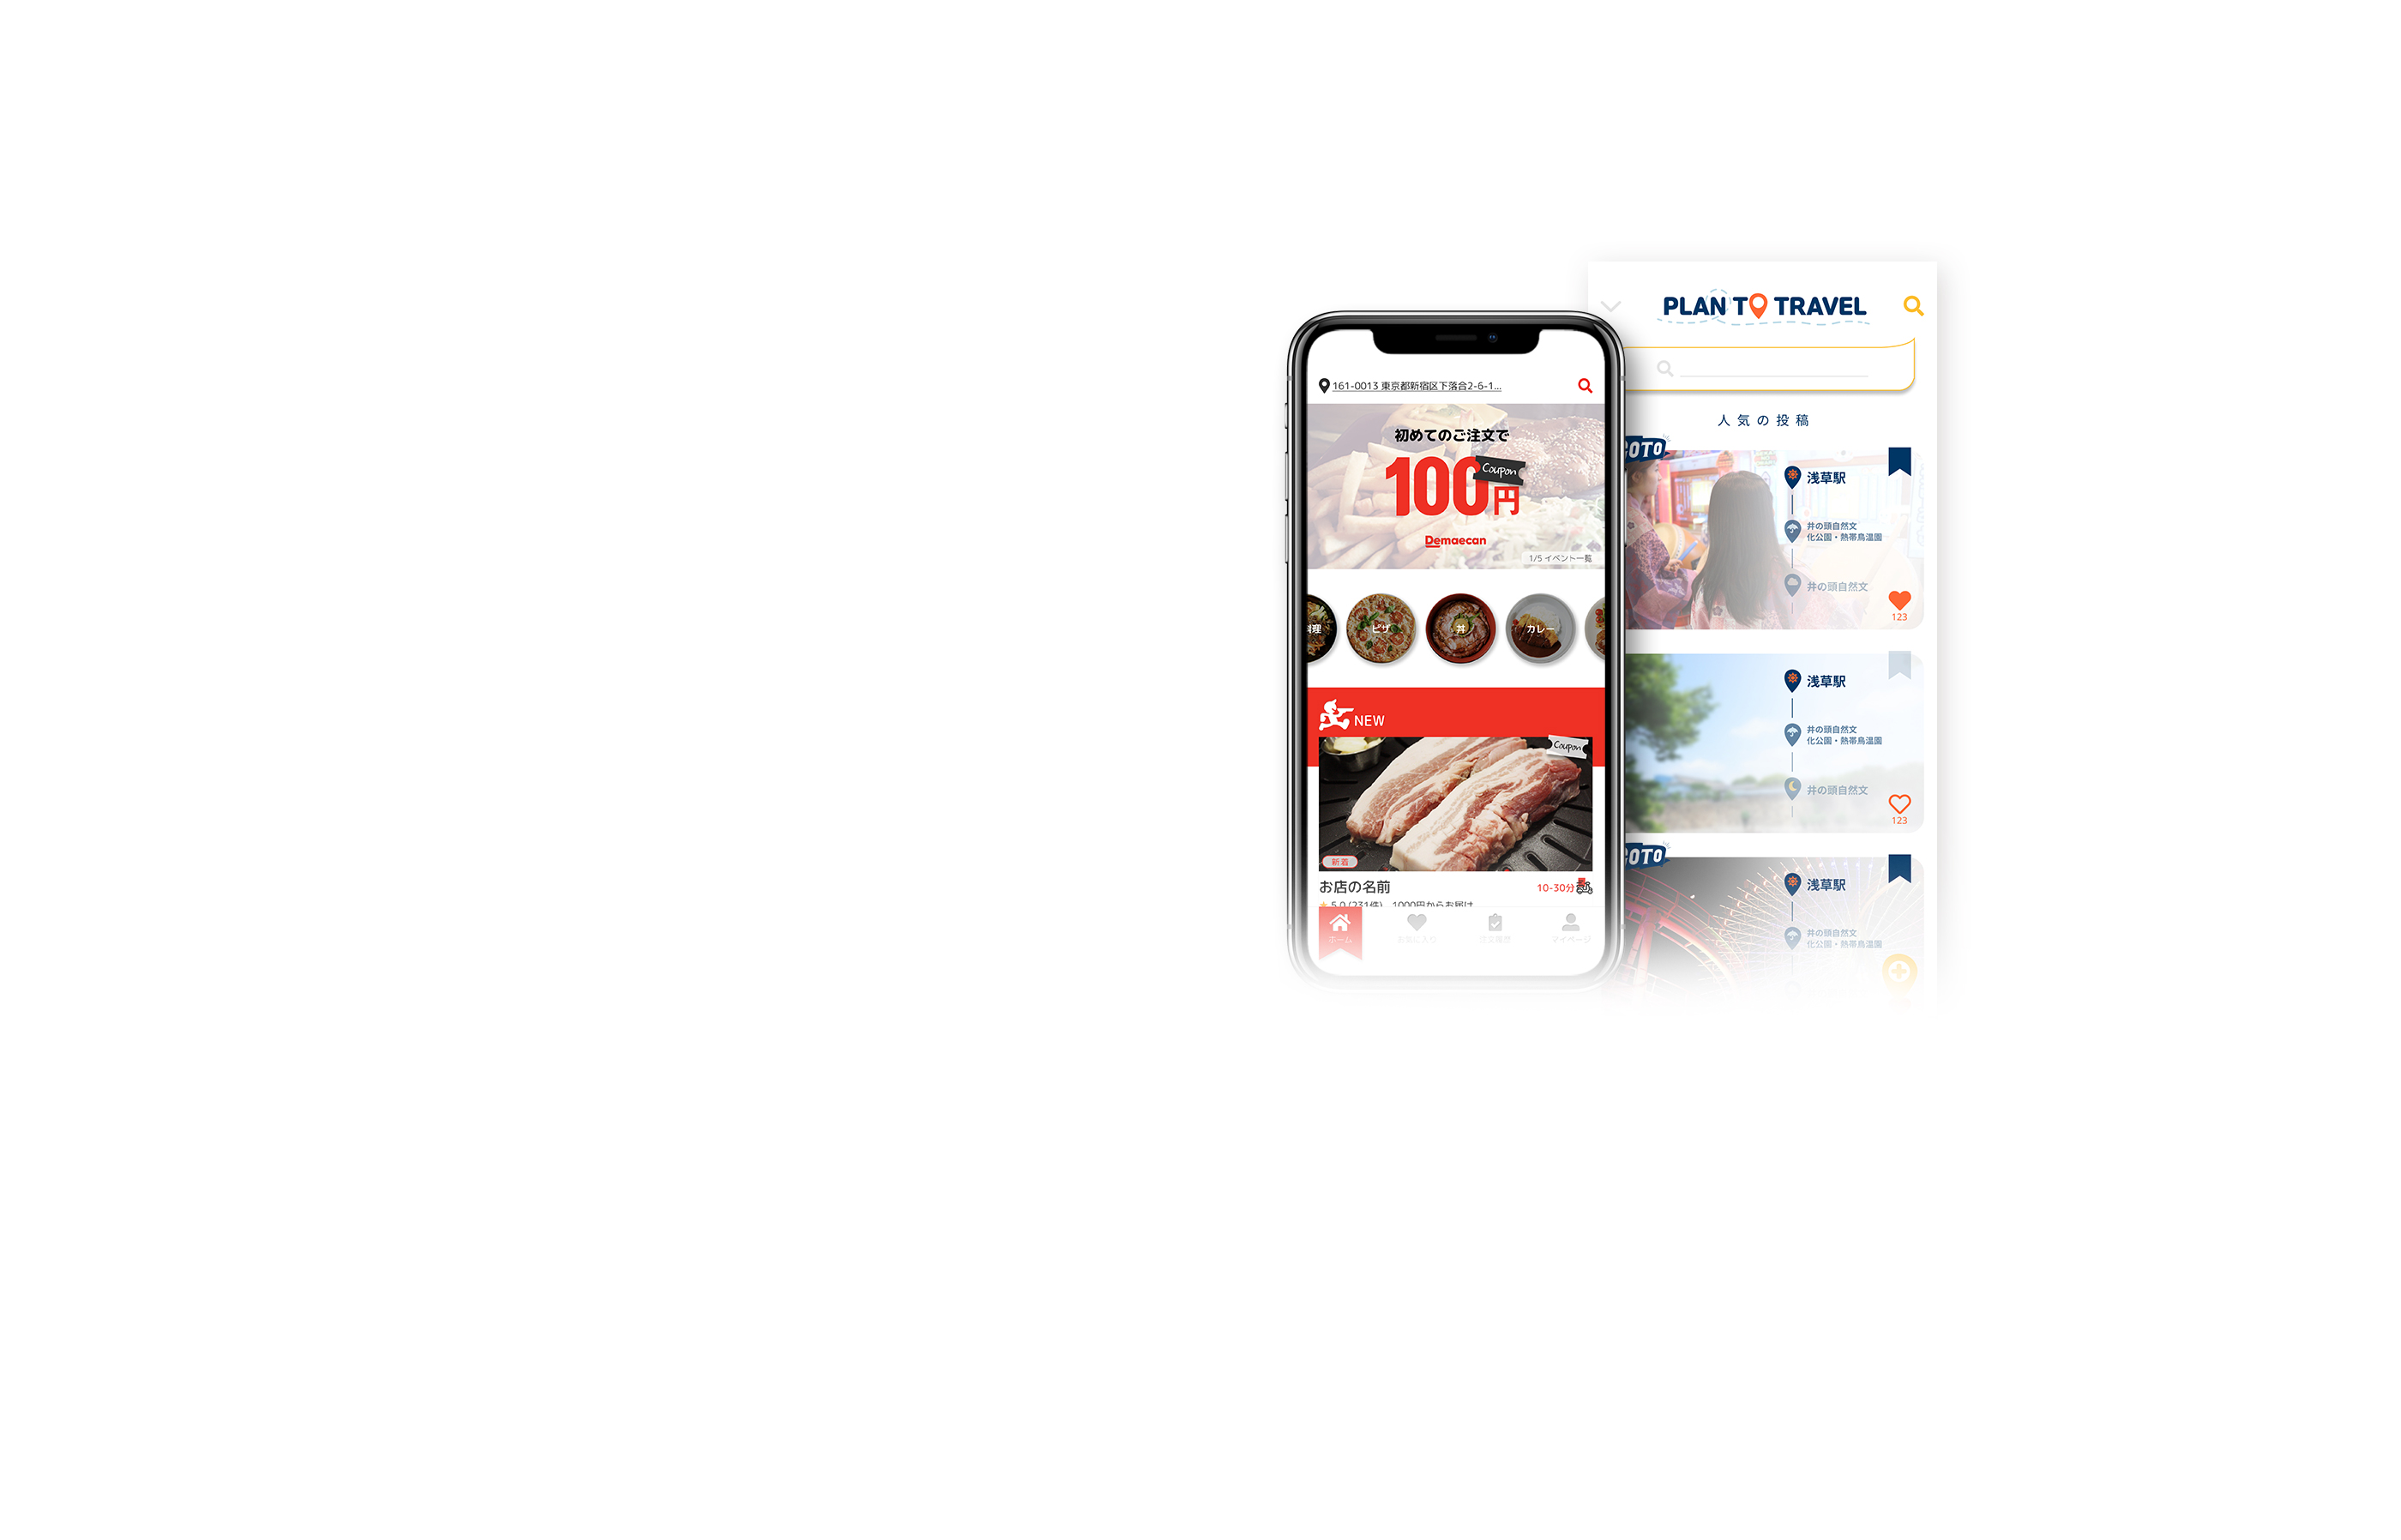 161-0013 東京都新宿区下落合2-6-1...
初めてのご注文で
100円
Coupon
Demaecan
1/5 イベント一覧
料理
ピザ
丼
カレー
NEW
Coupon
新着
お店の名前
10-30分
5.0 (231件) 1000円からお届け
ホーム
お気に入り
注文履歴
マイページ
PLAN TO TRAVEL
人気の投稿
GOTO
浅草駅
井の頭自然文
化公園・熱帯鳥温園
井の頭自然文
123
浅草駅
井の頭自然文
化公園・熱帯鳥温園
井の頭自然文
123
GOTO
浅草駅
井の頭自然文
化公園・熱帯鳥温園